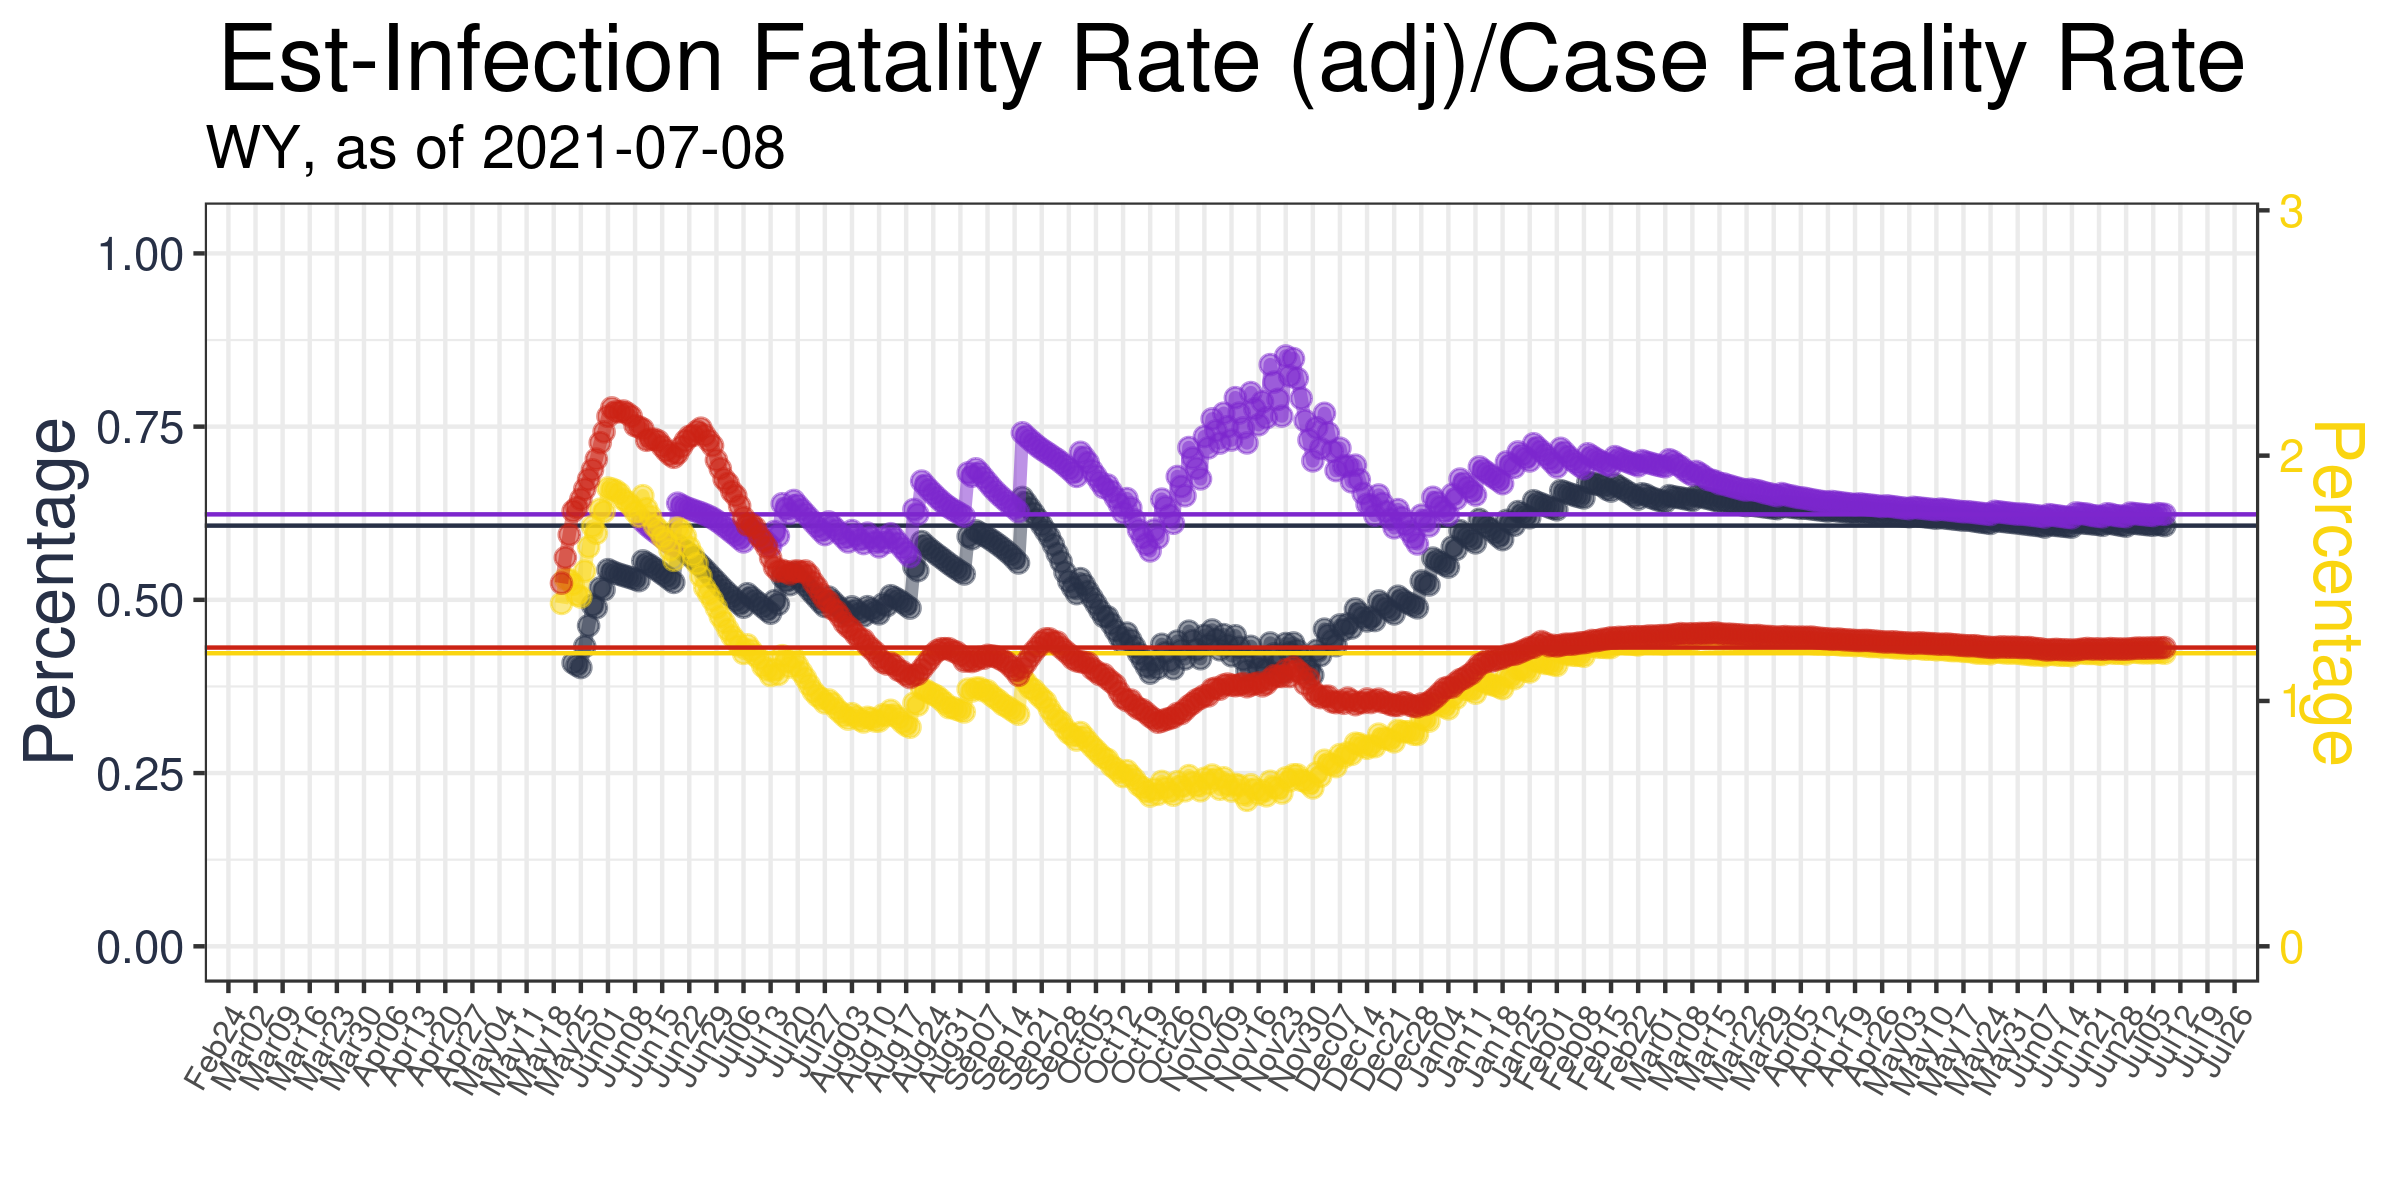 Est-Infection Fatality Rate (adj)/Case Fatality Rate
WY, as of 2021-07-08
Percentage
1.00
0.75
0.50
0.25
0.00
3
2
1
0
Percentage
Feb24
Mar02
Mar09
Mar16
Mar23
Mar30
Apr06
Apr13
Apr20
Apr27
May04
May11
May18
May25
Jun01
Jun08
Jun15
Jun22
Jun29
Jul06
Jul13
Jul20
Jul27
Aug03
Aug10
Aug17
Aug24
Aug31
Sep07
Sep14
Sep21
Sep28
Oct05
Oct12
Oct19
Oct26
Nov02
Nov09
Nov16
Nov23
Nov30
Dec07
Dec14
Dec21
Dec28
Jan04
Jan11
Jan18
Jan25
Feb01
Feb08
Feb15
Feb22
Mar01
Mar08
Mar15
Mar22
Mar29
Apr05
Apr12
Apr19
Apr26
May03
May10
May17
May24
May31
Jun07
Jun14
Jun21
Jun28
Jul05
Jul12
Jul19
Jul26